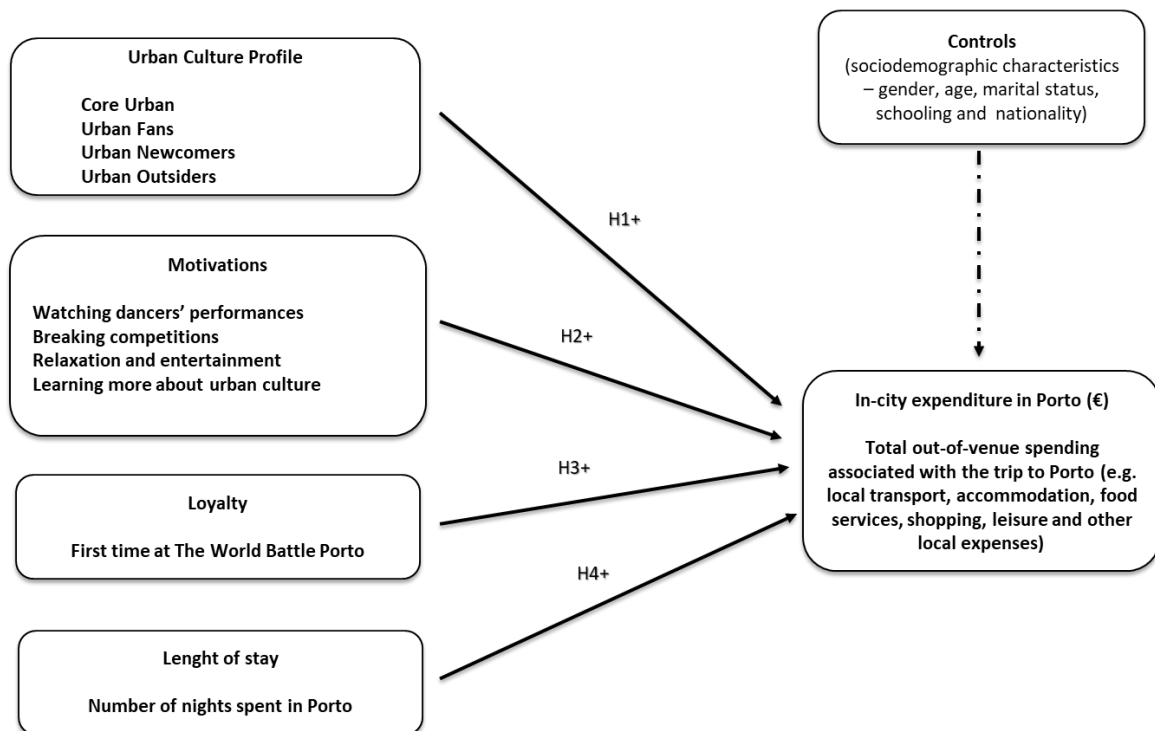 Urban Culture Profile
Core Urban
Urban Fans
Urban Newcomers
Urban Outsiders
Controls
(sociodemographic characteristics
– gender, age, marital status,
schooling and nationality)
H1+
Motivations
Watching dancers’ performances
Breaking competitions
Relaxation and entertainment
Learning more about urban culture
H2+
In-city expenditure in Porto (€)
Total out-of-venue spending
associated with the trip to Porto (e.g.
local transport, accommodation, food
services, shopping, leisure and other
local expenses)
H3+
Loyalty
First time at The World Battle Porto
H4+
Lenght of stay
Number of nights spent in Porto